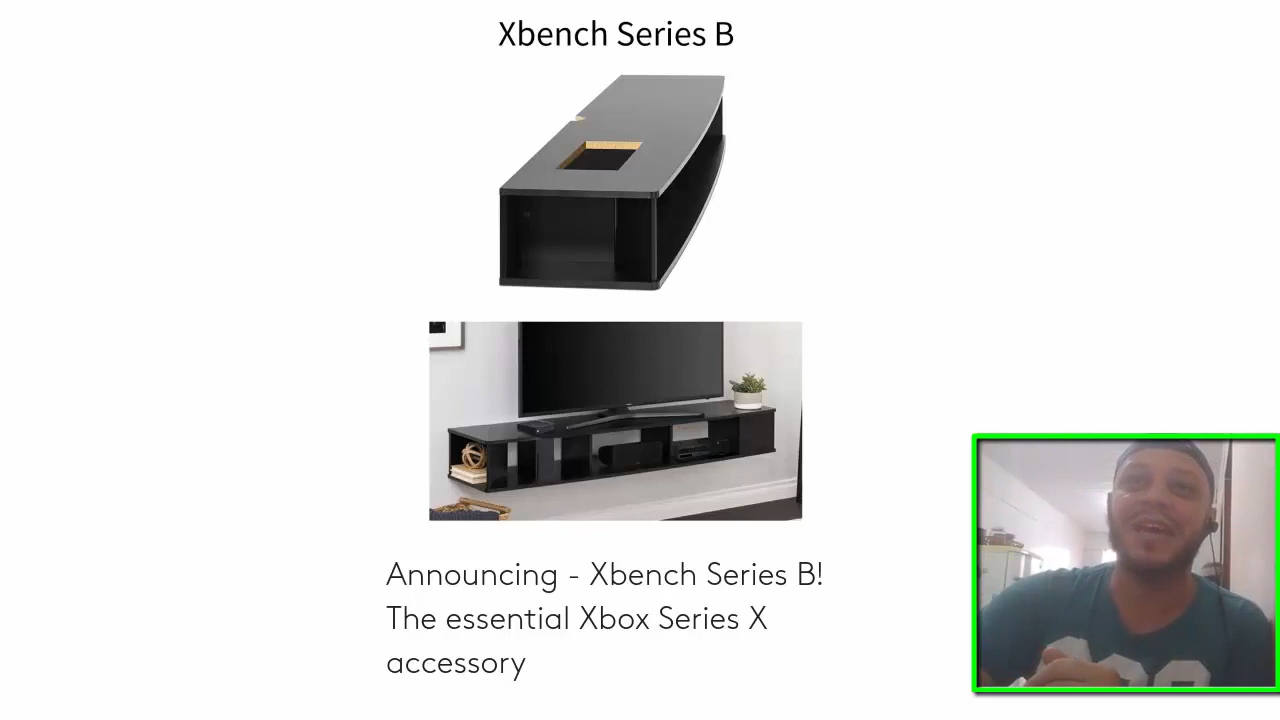 Xbench Series B
Announcing - Xbench Series B!
The essential Xbox Series X
accessory